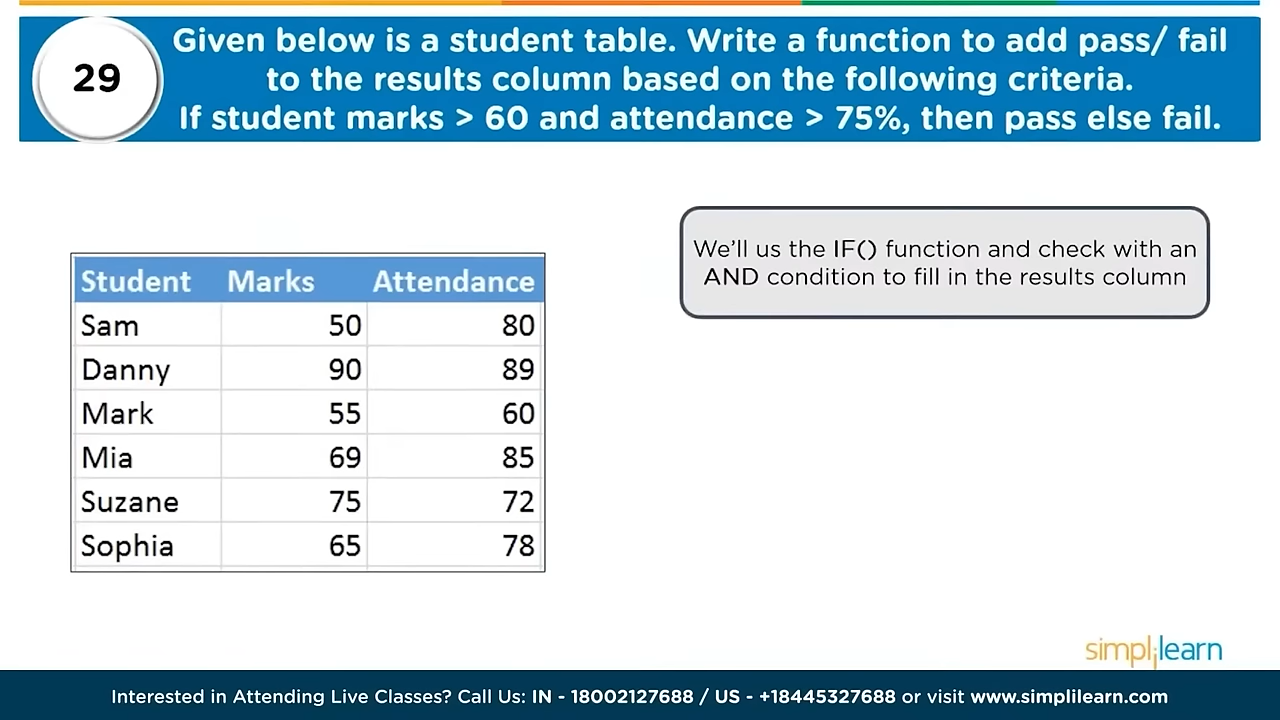 29
Given below is a student table. Write a function to add pass/ fail
to the results column based on the following criteria.
If student marks > 60 and attendance > 75%, then pass else fail.
We'll us the IF() function and check with an
AND condition to fill in the results column
Student Marks Attendance
Sam 50 80
Danny 90 89
Mark 55 60
Mia 69 85
Suzane 75 72
Sophia 65 78
simplilearn
Interested in Attending Live Classes? Call Us: IN - 18002127688 / US - +18445327688 or visit www.simplilearn.com